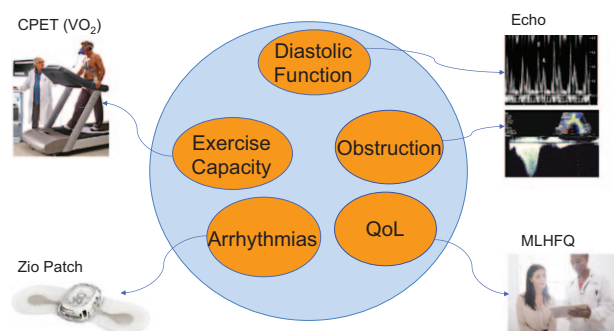 CPET (VO₂)
Echo
Diastolic
Function
Exercise
Capacity
Obstruction
Arrhythmias
QoL
Zio Patch
MLHFQ